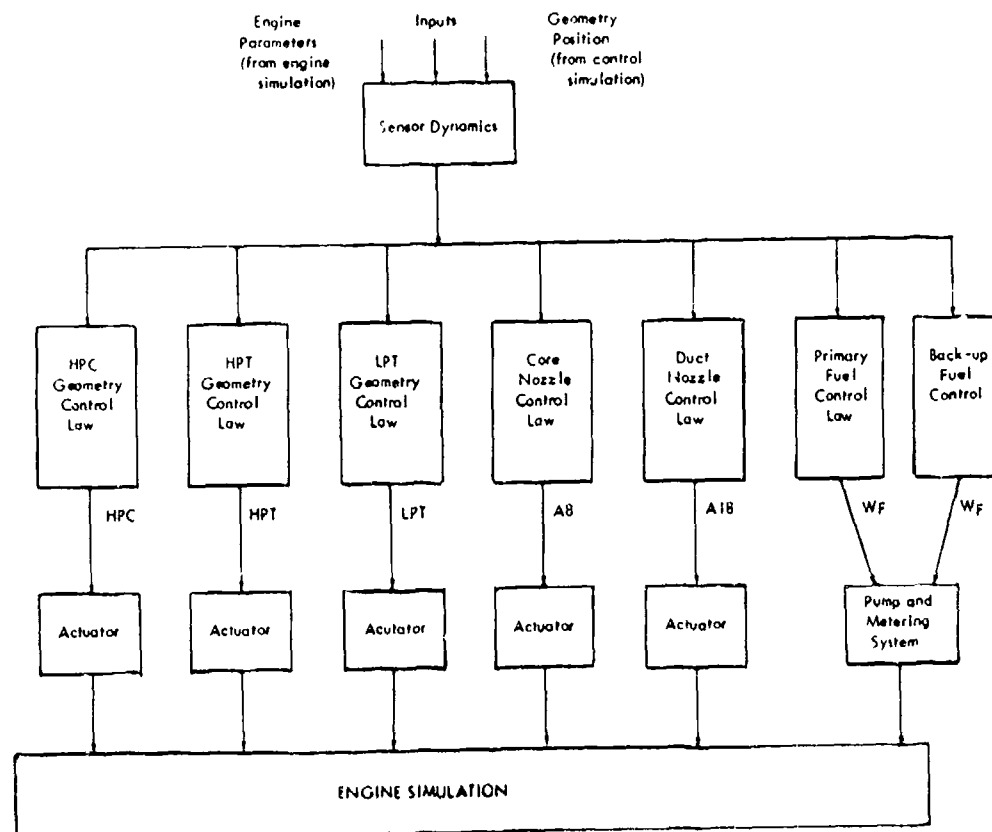 Engine
Parameters
(from engine
simulation)
Inputs
Geometry
Position
(from control
simulation)
Sensor Dynamics
HPC
Geometry
Control
Law
HPT
Geometry
Control
Law
LPT
Geometry
Control
Law
Core
Nozzle
Control
Law
Duct
Nozzle
Control
Law
Primary
Fuel
Control
Law
Back-up
Fuel
Control
HPC
HPT
LPT
A8
A18
WF
WF
Actuator
Actuator
Aculator
Actuator
Actuator
Pump and
Metering
System
ENGINE SIMULATION